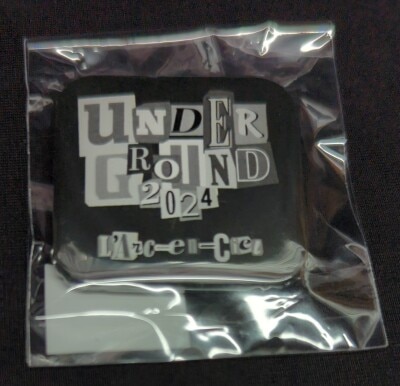 UNDER
GROUND
2024
L'Arc-en-Ciel